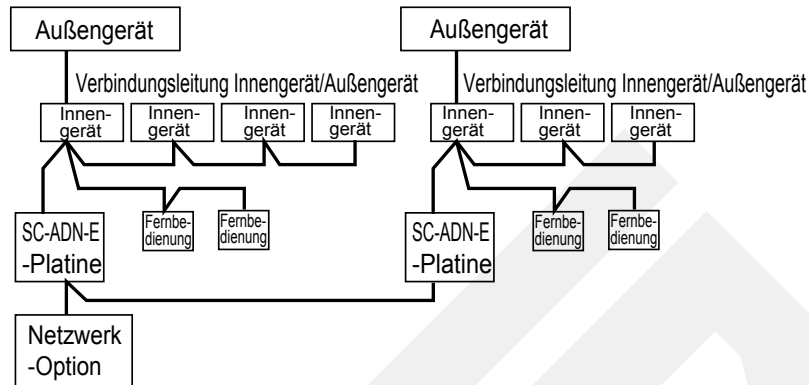 Außengerät
Außengerät
Verbindungsleitung Innengerät/Außengerät
Verbindungsleitung Innengerät/Außengerät
Innen-
gerät
Innen-
gerät
Innen-
gerät
Innen-
gerät
Innen-
gerät
Innen-
gerät
Innen-
gerät
SC-ADN-E
-Platine
Fernbe-
dienung
Fernbe-
dienung
SC-ADN-E
-Platine
Fernbe-
dienung
Fernbe-
dienung
Netzwerk
-Option